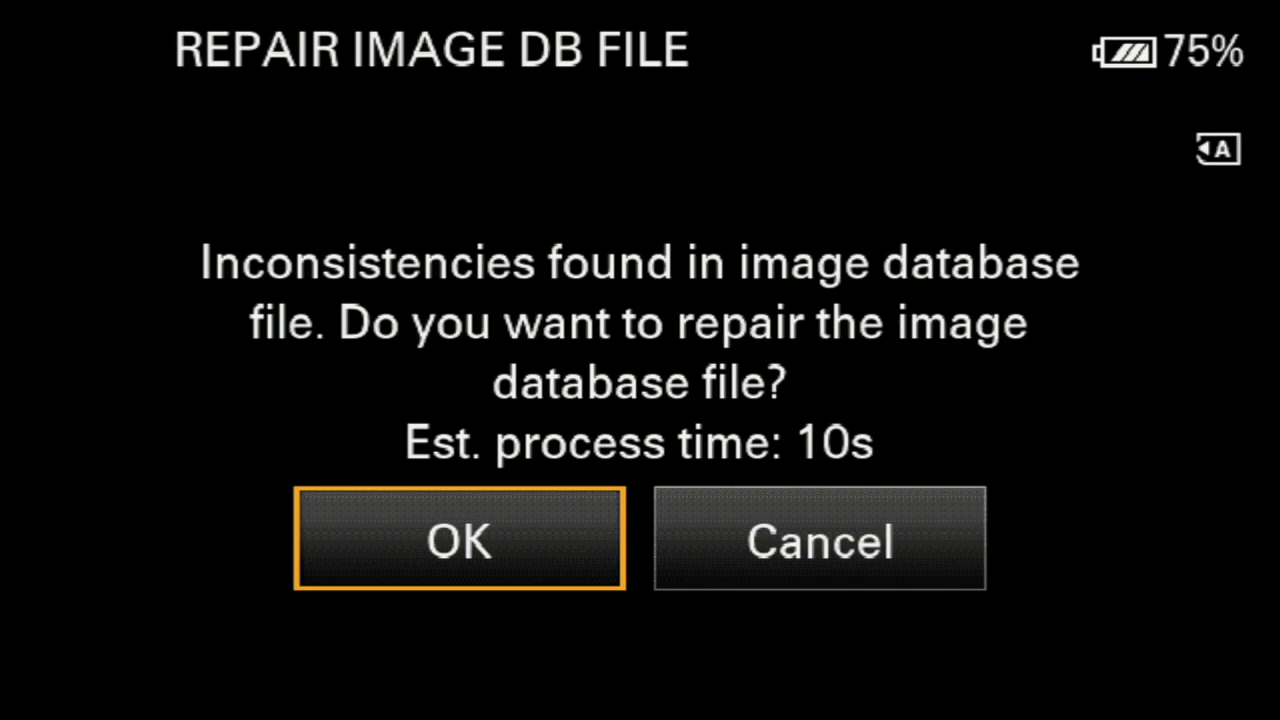 REPAIR IMAGE DB FILE
75%
A
Inconsistencies found in image database
file. Do you want to repair the image
database file?
Est. process time: 10s
OK
Cancel